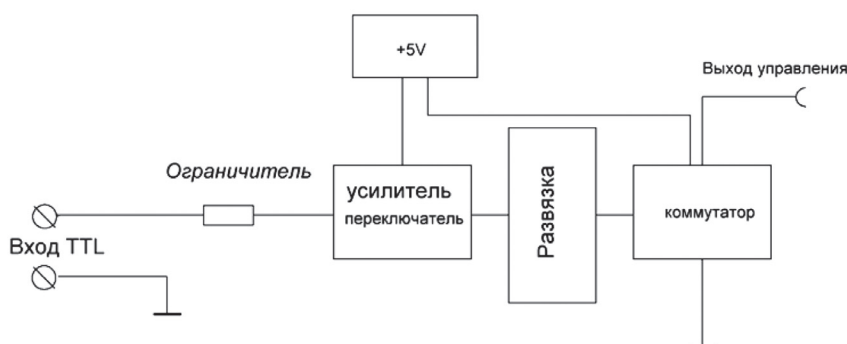 +5V
Выход управления
Ограничитель
усилитель
переключатель
Развязка
коммутатор
Вход TTL